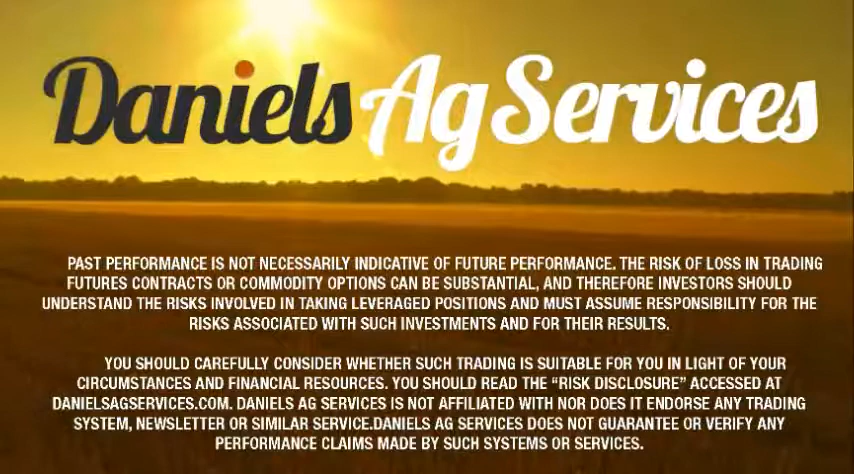 Daniels Ag Services
PAST PERFORMANCE IS NOT NECESSARILY INDICATIVE OF FUTURE PERFORMANCE. THE RISK OF LOSS IN TRADING
FUTURES CONTRACTS OR COMMODITY OPTIONS CAN BE SUBSTANTIAL, AND THEREFORE INVESTORS SHOULD
UNDERSTAND THE RISKS INVOLVED IN TAKING LEVERAGED POSITIONS AND MUST ASSUME RESPONSIBILITY FOR THE
RISKS ASSOCIATED WITH SUCH INVESTMENTS AND FOR THEIR RESULTS.
YOU SHOULD CAREFULLY CONSIDER WHETHER SUCH TRADING IS SUITABLE FOR YOU IN LIGHT OF YOUR
CIRCUMSTANCES AND FINANCIAL RESOURCES. YOU SHOULD READ THE “RISK DISCLOSURE” ACCESSED AT
DANIELSAGSERVICES.COM. DANIELS AG SERVICES IS NOT AFFILIATED WITH NOR DOES IT ENDORSE ANY TRADING
SYSTEM, NEWSLETTER OR SIMILAR SERVICE.DANIELS AG SERVICES DOES NOT GUARANTEE OR VERIFY ANY
PERFORMANCE CLAIMS MADE BY SUCH SYSTEMS OR SERVICES.